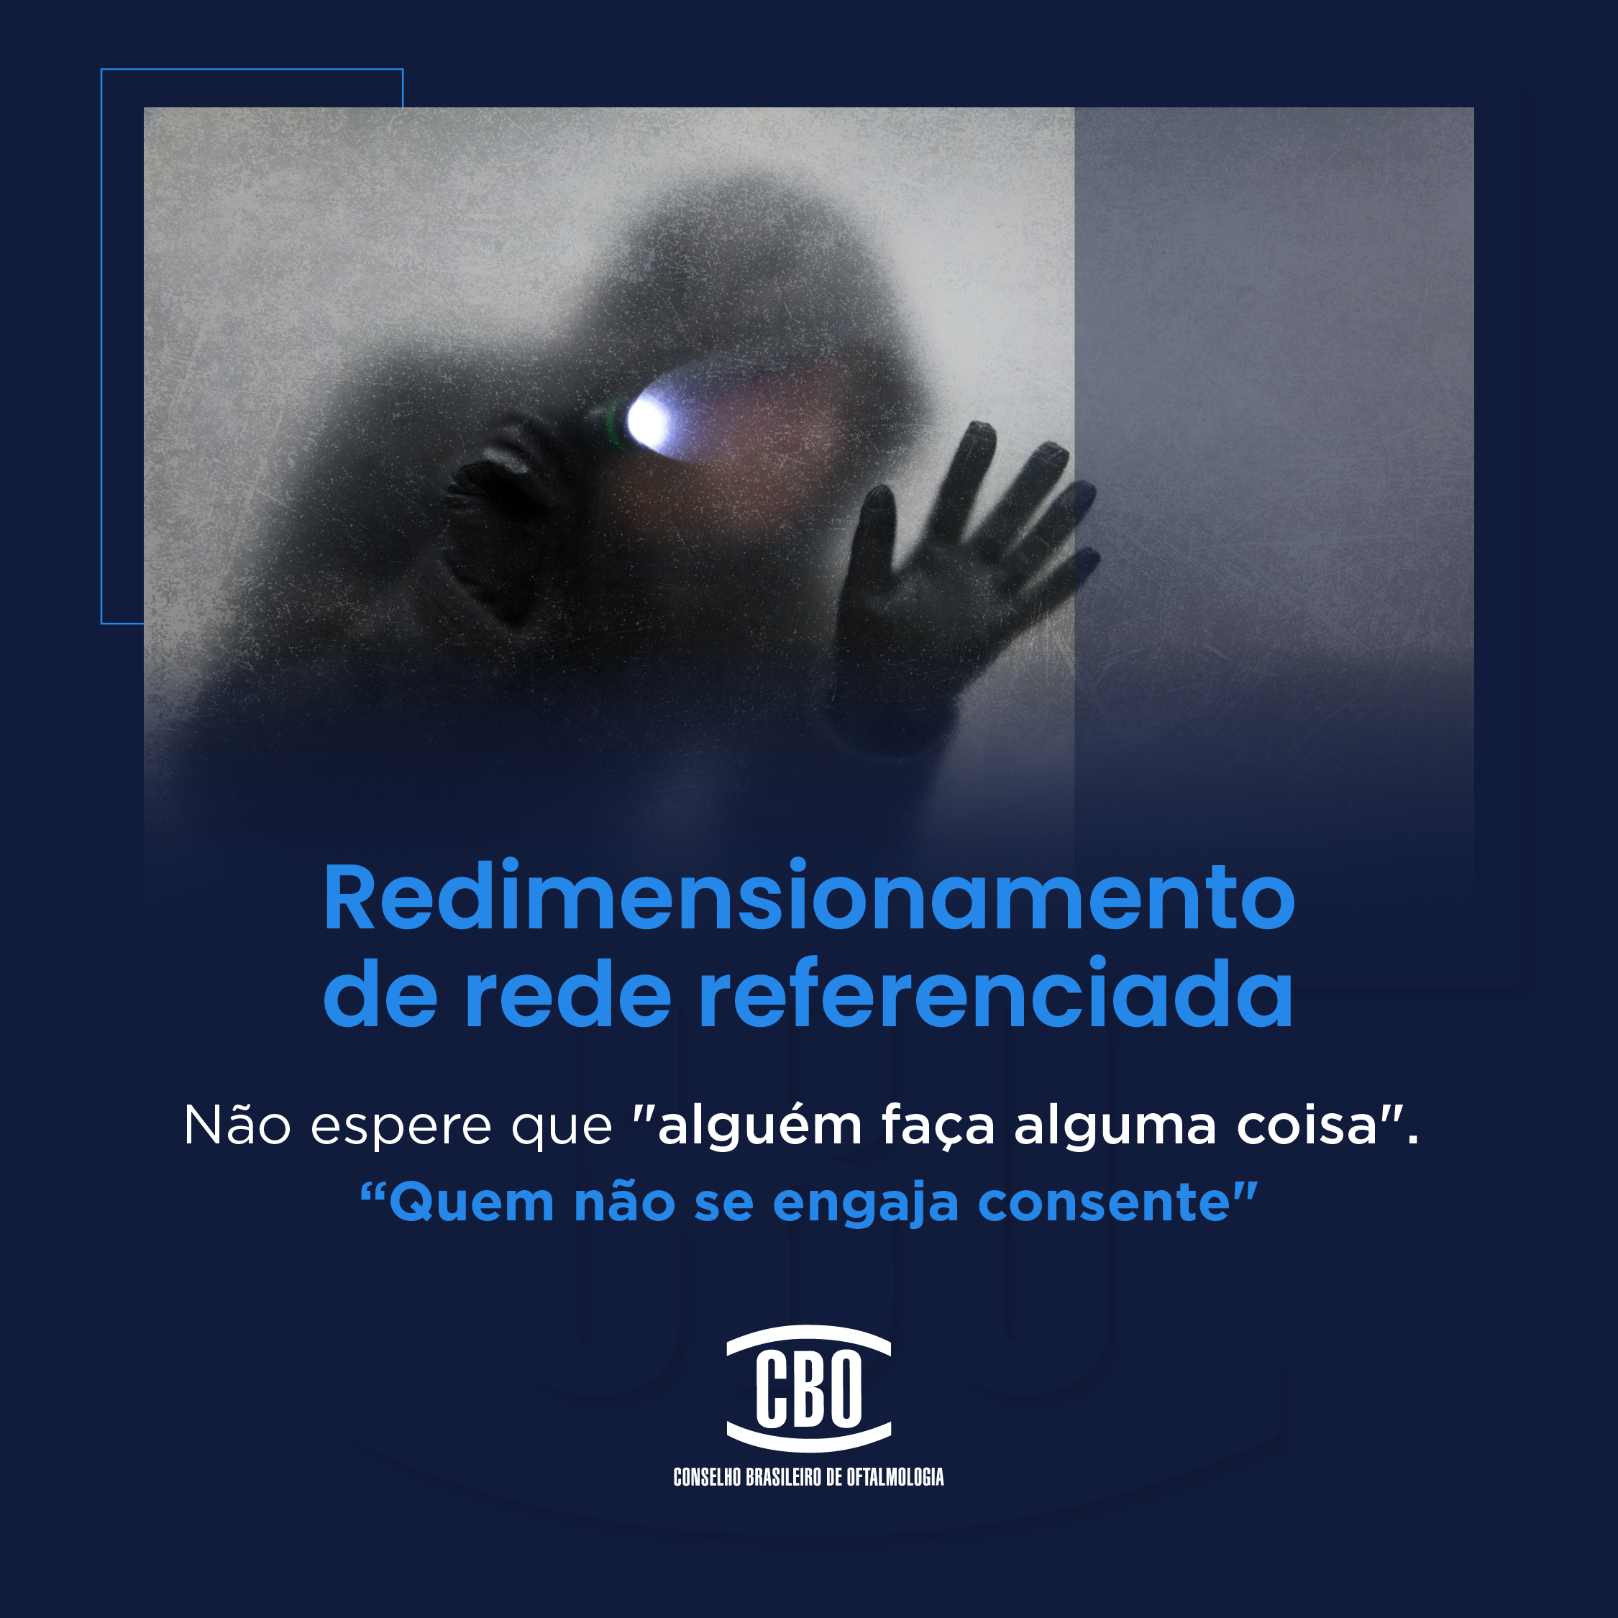 Redimensionamento
de rede referenciada
Não espere que "alguém faça alguma coisa".
“Quem não se engaja consente"
CBO
CONSELHO BRASILEIRO DE OFTALMOLOGIA